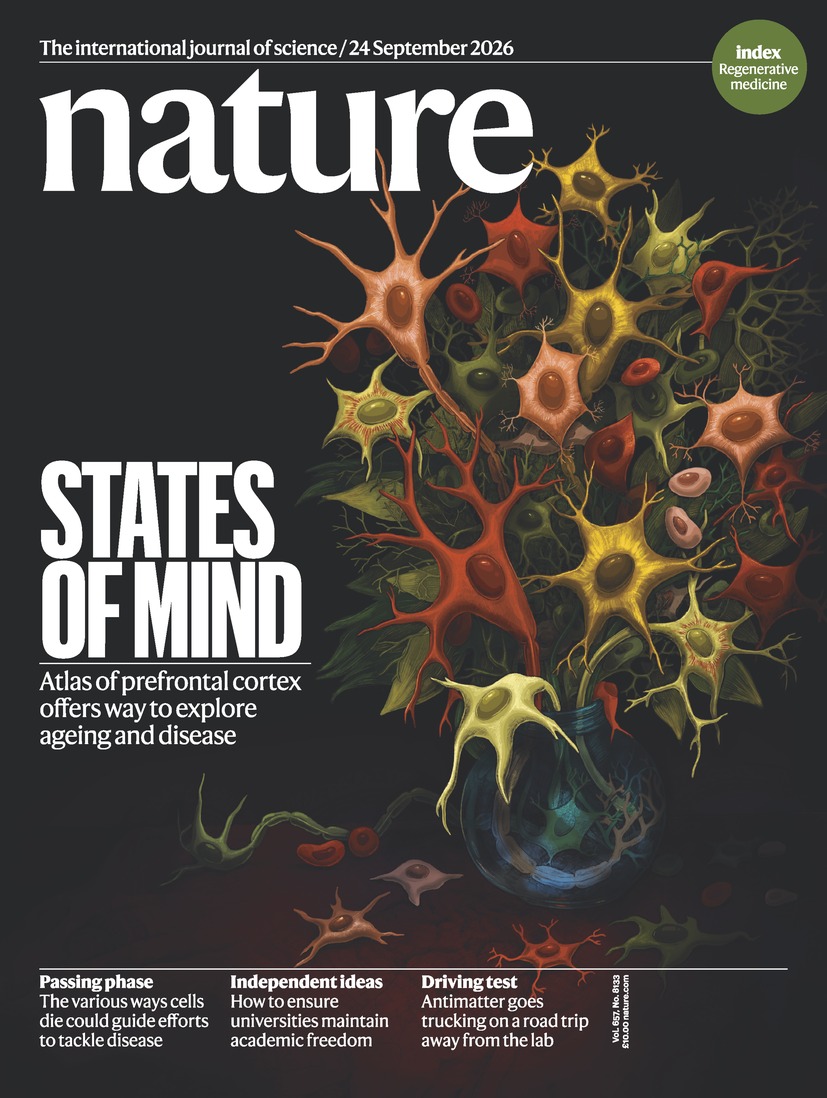 The international journal of science / 24 September 2026
index
Regenerative
medicine
nature
STATES
OF MIND
Atlas of prefrontal cortex
offers way to explore
ageing and disease
Passing phase
The various ways cells
die could guide efforts
to tackle disease
Independent ideas
How to ensure
universities maintain
academic freedom
Driving test
Antimatter goes
trucking on a road trip
away from the lab
Vol. 657, No. 8133
£10.00 nature.com